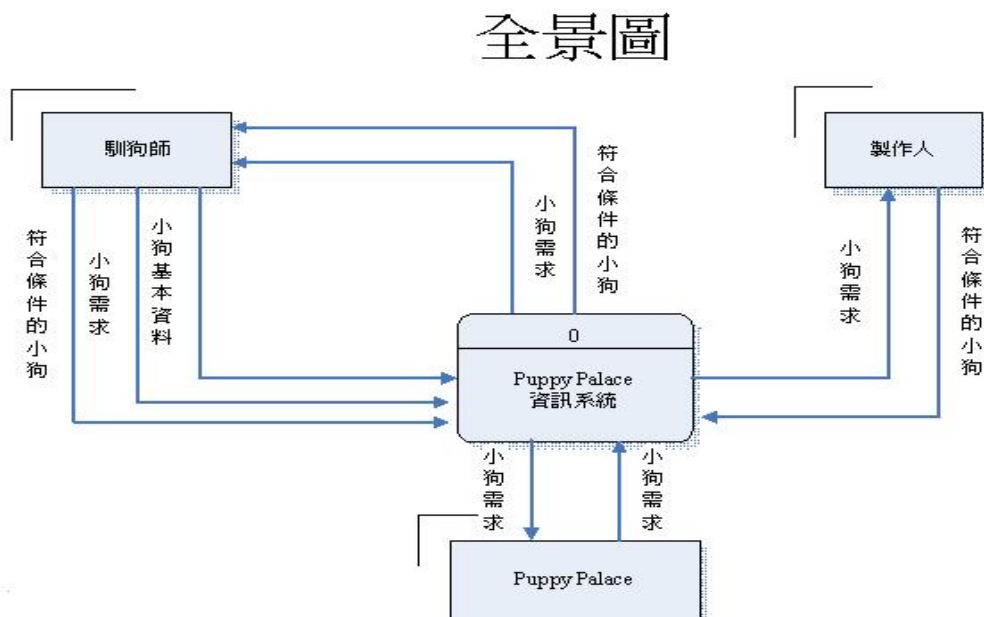 全景圖
馴狗師
製作人
符合條件的小狗
小狗需求
小狗基本資料
小狗需求
符合條件的小狗
小狗需求
符合條件的小狗
0
Puppy Palace
資訊系統
小狗需求
小狗需求
Puppy Palace